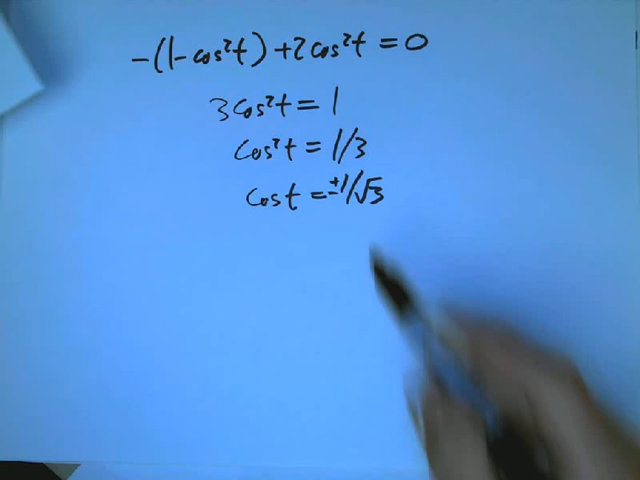 -(1-cos²t)+2cos²t=0
3cos²t=1
cos²t=1/3
cost=±1/√3